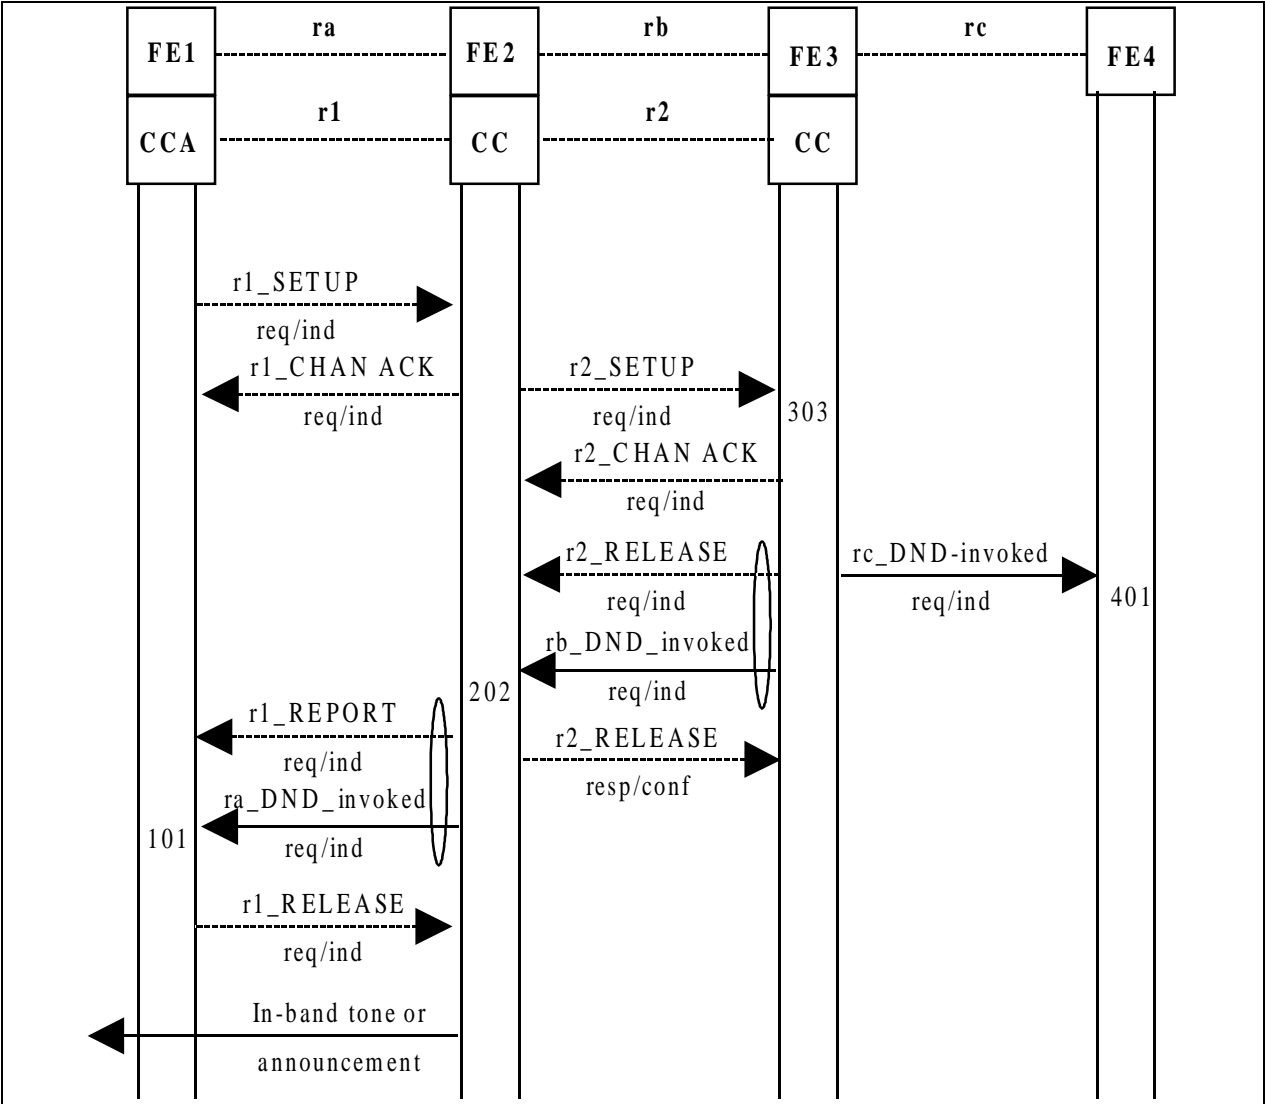 ra rb rc
FE1 FE2 FE3 FE4
r1 r2
CCA CC CC
r1_SETUP
req/ind
r1_CHAN ACK r2_SETUP
req/ind req/ind 303
r2_CHAN ACK
req/ind
r2_RELEASE rc_DND-invoked
req/ind req/ind 401
rb_DND_invoked
202 req/ind
r1_REPORT r2_RELEASE
req/ind resp/conf
ra_DND_invoked
101 req/ind
r1_RELEASE
req/ind
In-band tone or
announcement